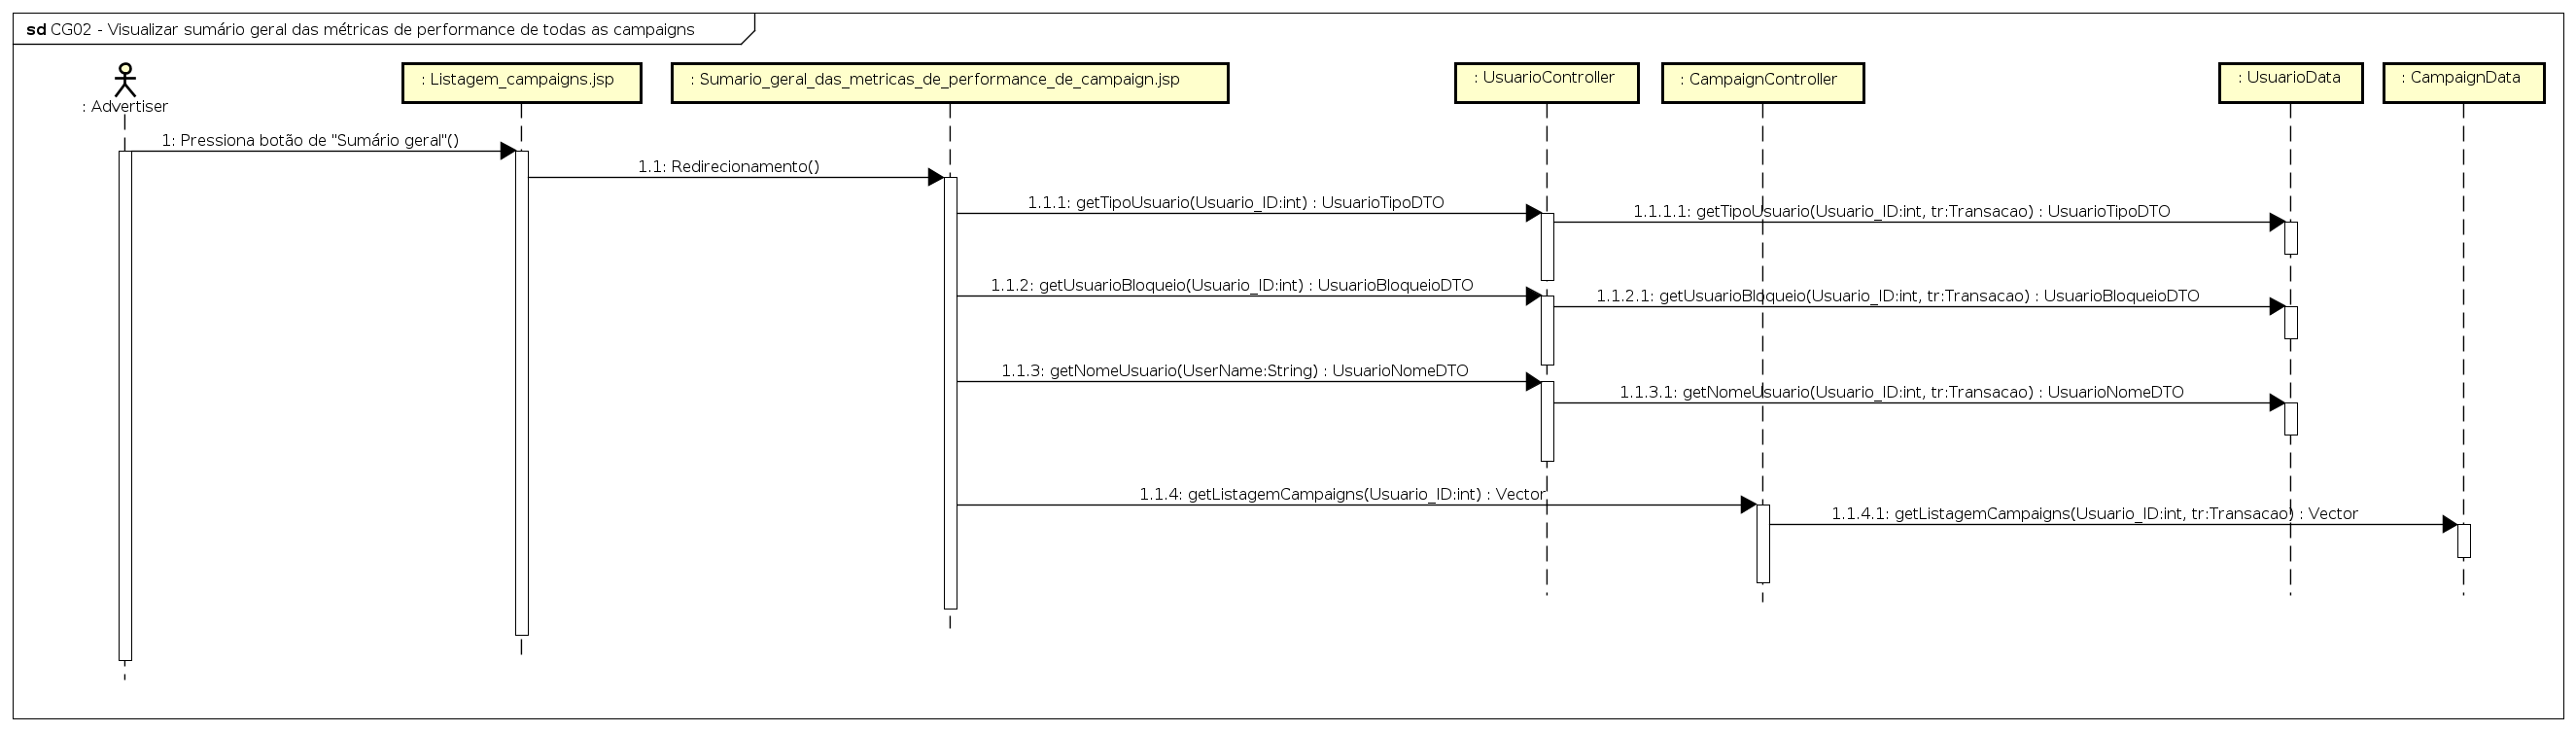 sd CG02 - Visualizar sumário geral das métricas de performance de todas as campaigns
: Advertiser
: Listagem_campaigns.jsp
: Sumario_geral_das_metricas_de_performance_de_campaign.jsp
: UsuarioController
: CampaignController
: UsuarioData
: CampaignData
1: Pressiona botão de "Sumário geral"()
1.1: Redirecionamento()
1.1.1: getTipoUsuario(Usuario_ID:int) : UsuarioTipoDTO
1.1.1.1: getTipoUsuario(Usuario_ID:int, tr:Transacao) : UsuarioTipoDTO
1.1.2: getUsuarioBloqueio(Usuario_ID:int) : UsuarioBloqueioDTO
1.1.2.1: getUsuarioBloqueio(Usuario_ID:int, tr:Transacao) : UsuarioBloqueioDTO
1.1.3: getNomeUsuario(UserName:String) : UsuarioNomeDTO
1.1.3.1: getNomeUsuario(Usuario_ID:int, tr:Transacao) : UsuarioNomeDTO
1.1.4: getListagemCampaigns(Usuario_ID:int) : Vector
1.1.4.1: getListagemCampaigns(Usuario_ID:int, tr:Transacao) : Vector